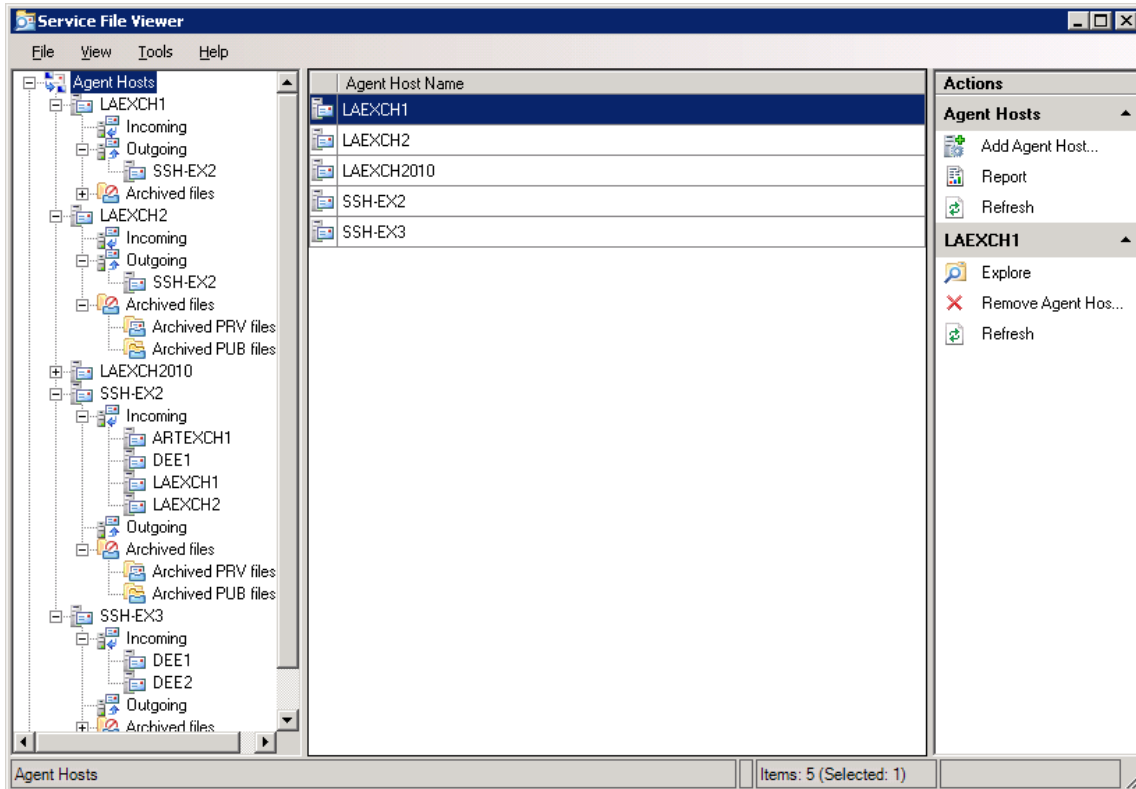 Service File Viewer
File View Tools Help
Agent Hosts
LAEXCH1
Incoming
Outgoing
SSH-EX2
Archived files
LAEXCH2
Incoming
Outgoing
SSH-EX2
Archived files
Archived PRV files
Archived PUB files
LAEXCH2010
SSH-EX2
Incoming
ARTEXCH1
DEE1
LAEXCH1
LAEXCH2
Outgoing
Archived files
Archived PRV files
Archived PUB files
SSH-EX3
Incoming
DEE1
DEE2
Outgoing
Archived files
Agent Host Name
LAEXCH1
LAEXCH2
LAEXCH2010
SSH-EX2
SSH-EX3
Actions
Agent Hosts
Add Agent Host...
Report
Refresh
LAEXCH1
Explore
Remove Agent Hos...
Refresh
Agent Hosts
Items: 5 (Selected: 1)